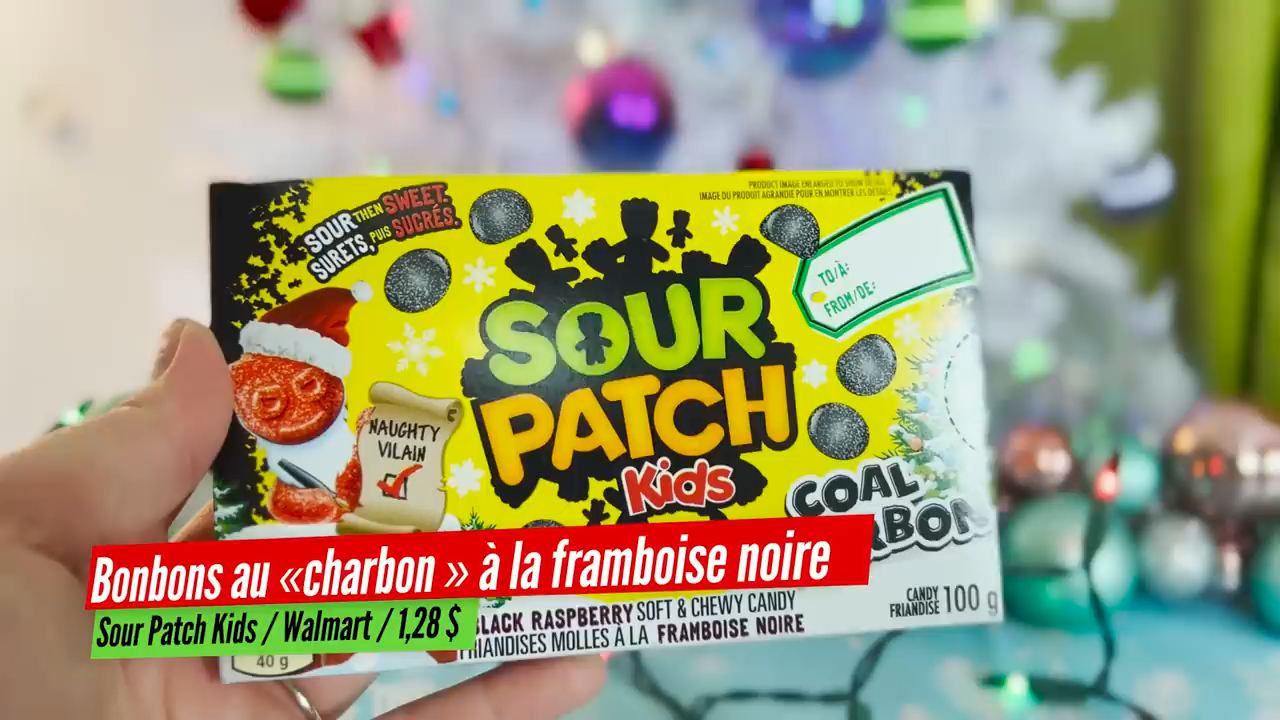 PRODUCT IMAGE ENLARGED TO SHOW
IMAGE DU PRODUIT AGRANDIE POUR EN MONTRER LES DÉTAILS
SOUR THEN SWEET.
SURETS, PUIS SUCRÉS.
TO/À:
FROM/DE:
SOUR
PATCH
Kids
NAUGHTY
VILAIN
COAL
Bonbons au «charbon » à la framboise noire
Sour Patch Kids / Walmart / 1,28 $
BLACK RASPBERRY SOFT & CHEWY CANDY
FRIANDISES MOLLES À LA FRAMBOISE NOIRE
CANDY
FRIANDISE 100 g
40 g